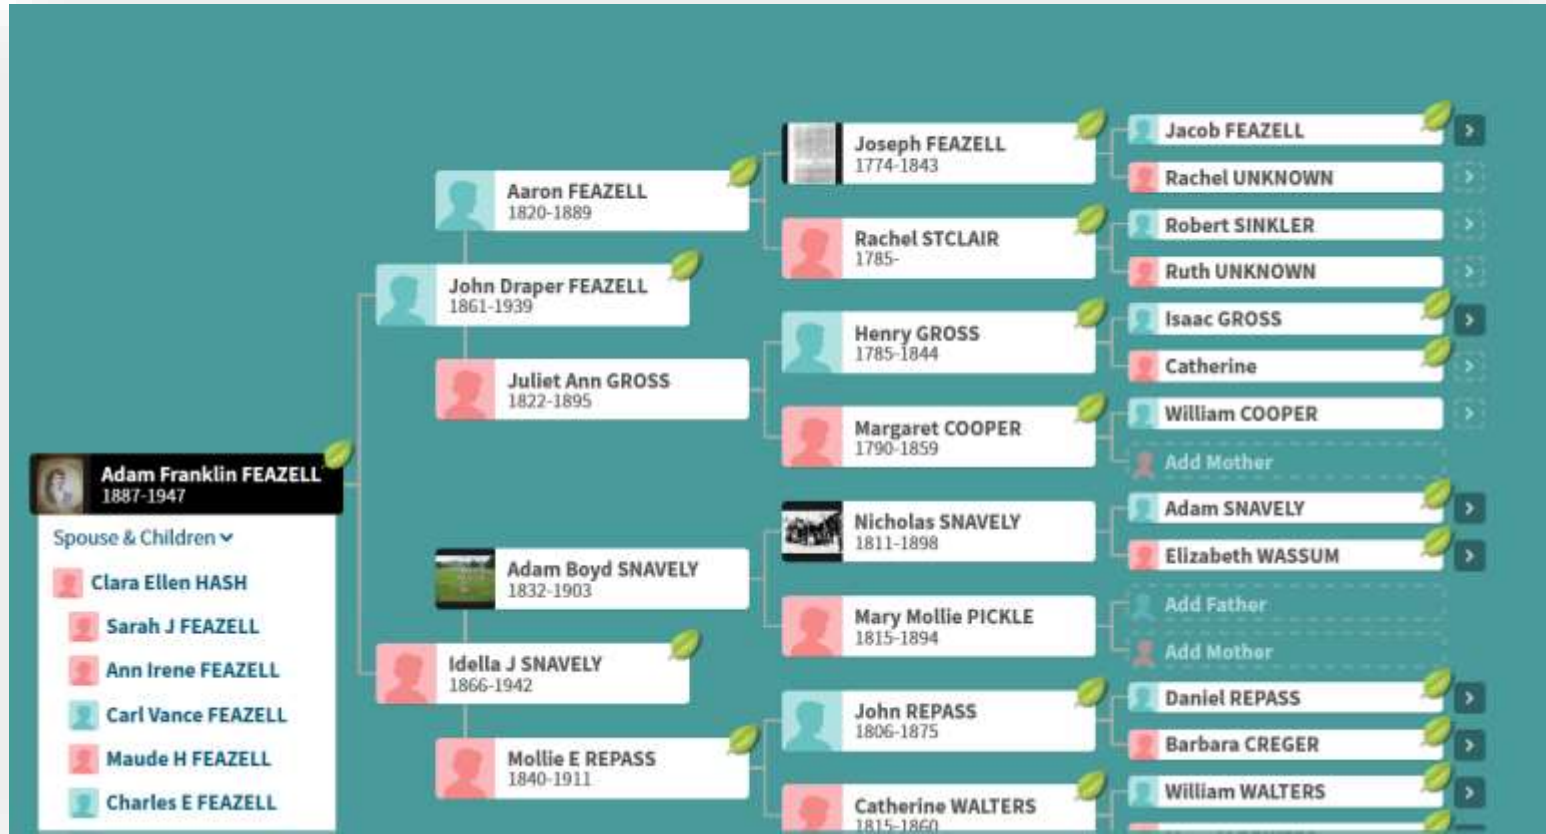 Adam Franklin FEAZELL
1887-1947
Spouse & Children
Clara Ellen HASH
Sarah J FEAZELL
Ann Irene FEAZELL
Carl Vance FEAZELL
Maude H FEAZELL
Charles E FEAZELL
John Draper FEAZELL
1861-1939
Idella J SNAVELY
1866-1942
Aaron FEAZELL
1820-1889
Juliet Ann GROSS
1822-1895
Adam Boyd SNAVELY
1832-1903
Mollie E REPASS
1840-1911
Joseph FEAZELL
1774-1843
Rachel STCLAIR
1785-
Henry GROSS
1785-1844
Margaret COOPER
1790-1859
Nicholas SNAVELY
1811-1898
Mary Mollie PICKLE
1815-1894
John REPASS
1806-1875
Catherine WALTERS
1815-1860
Jacob FEAZELL
Rachel UNKNOWN
Robert SINKLER
Ruth UNKNOWN
Isaac GROSS
Catherine
William COOPER
Add Mother
Adam SNAVELY
Elizabeth WASSUM
Add Father
Add Mother
Daniel REPASS
Barbara CREGER
William WALTERS